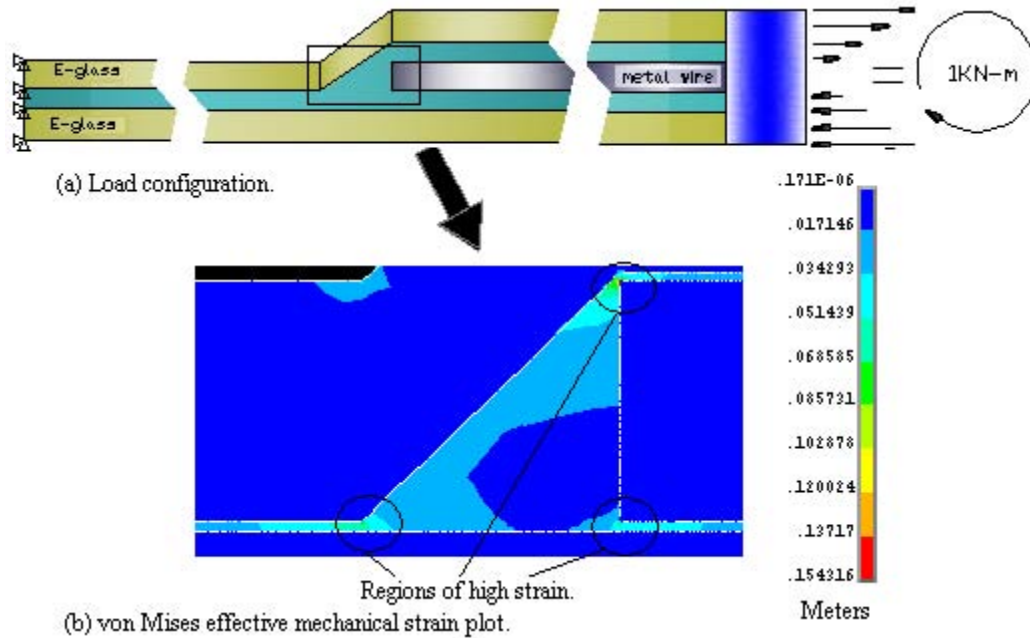 E-glass
metal wire
1KN-m
E-glass
(a) Load configuration.
.171E-06
.017146
.034293
.051439
.068585
.085731
.102878
.120024
.13717
.154316
Meters
Regions of high strain.
(b) von Mises effective mechanical strain plot.